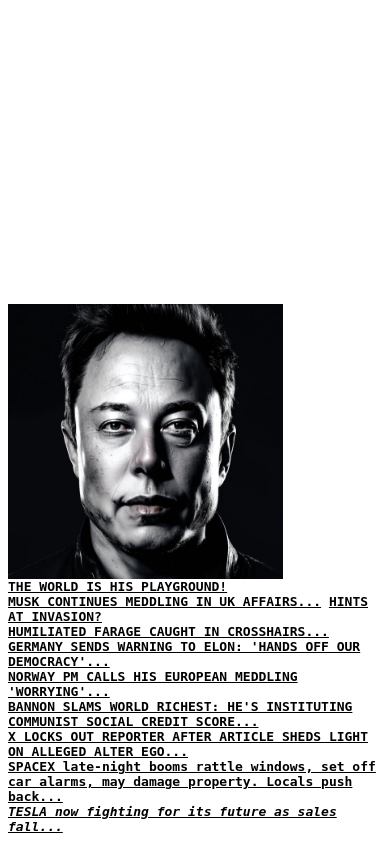 THE WORLD IS HIS PLAYGROUND!
MUSK CONTINUES MEDDLING IN UK AFFAIRS... HINTS
AT INVASION?
HUMILIATED FARAGE CAUGHT IN CROSSHAIRS...
GERMANY SENDS WARNING TO ELON: 'HANDS OFF OUR
DEMOCRACY'...
NORWAY PM CALLS HIS EUROPEAN MEDDLING
'WORRYING'...
BANNON SLAMS WORLD RICHEST: HE'S INSTITUTING
COMMUNIST SOCIAL CREDIT SCORE...
X LOCKS OUT REPORTER AFTER ARTICLE SHEDS LIGHT
ON ALLEGED ALTER EGO...
SPACEX late-night booms rattle windows, set off
car alarms, may damage property. Locals push
back...
TESLA now fighting for its future as sales
fall...